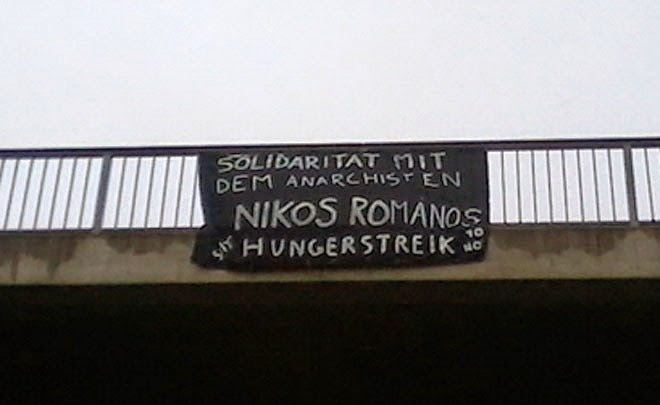 SOLIDARITAT MIT
DEM ANARCHISTEN
NIKOS ROMANOS
HUNGERSTREIK